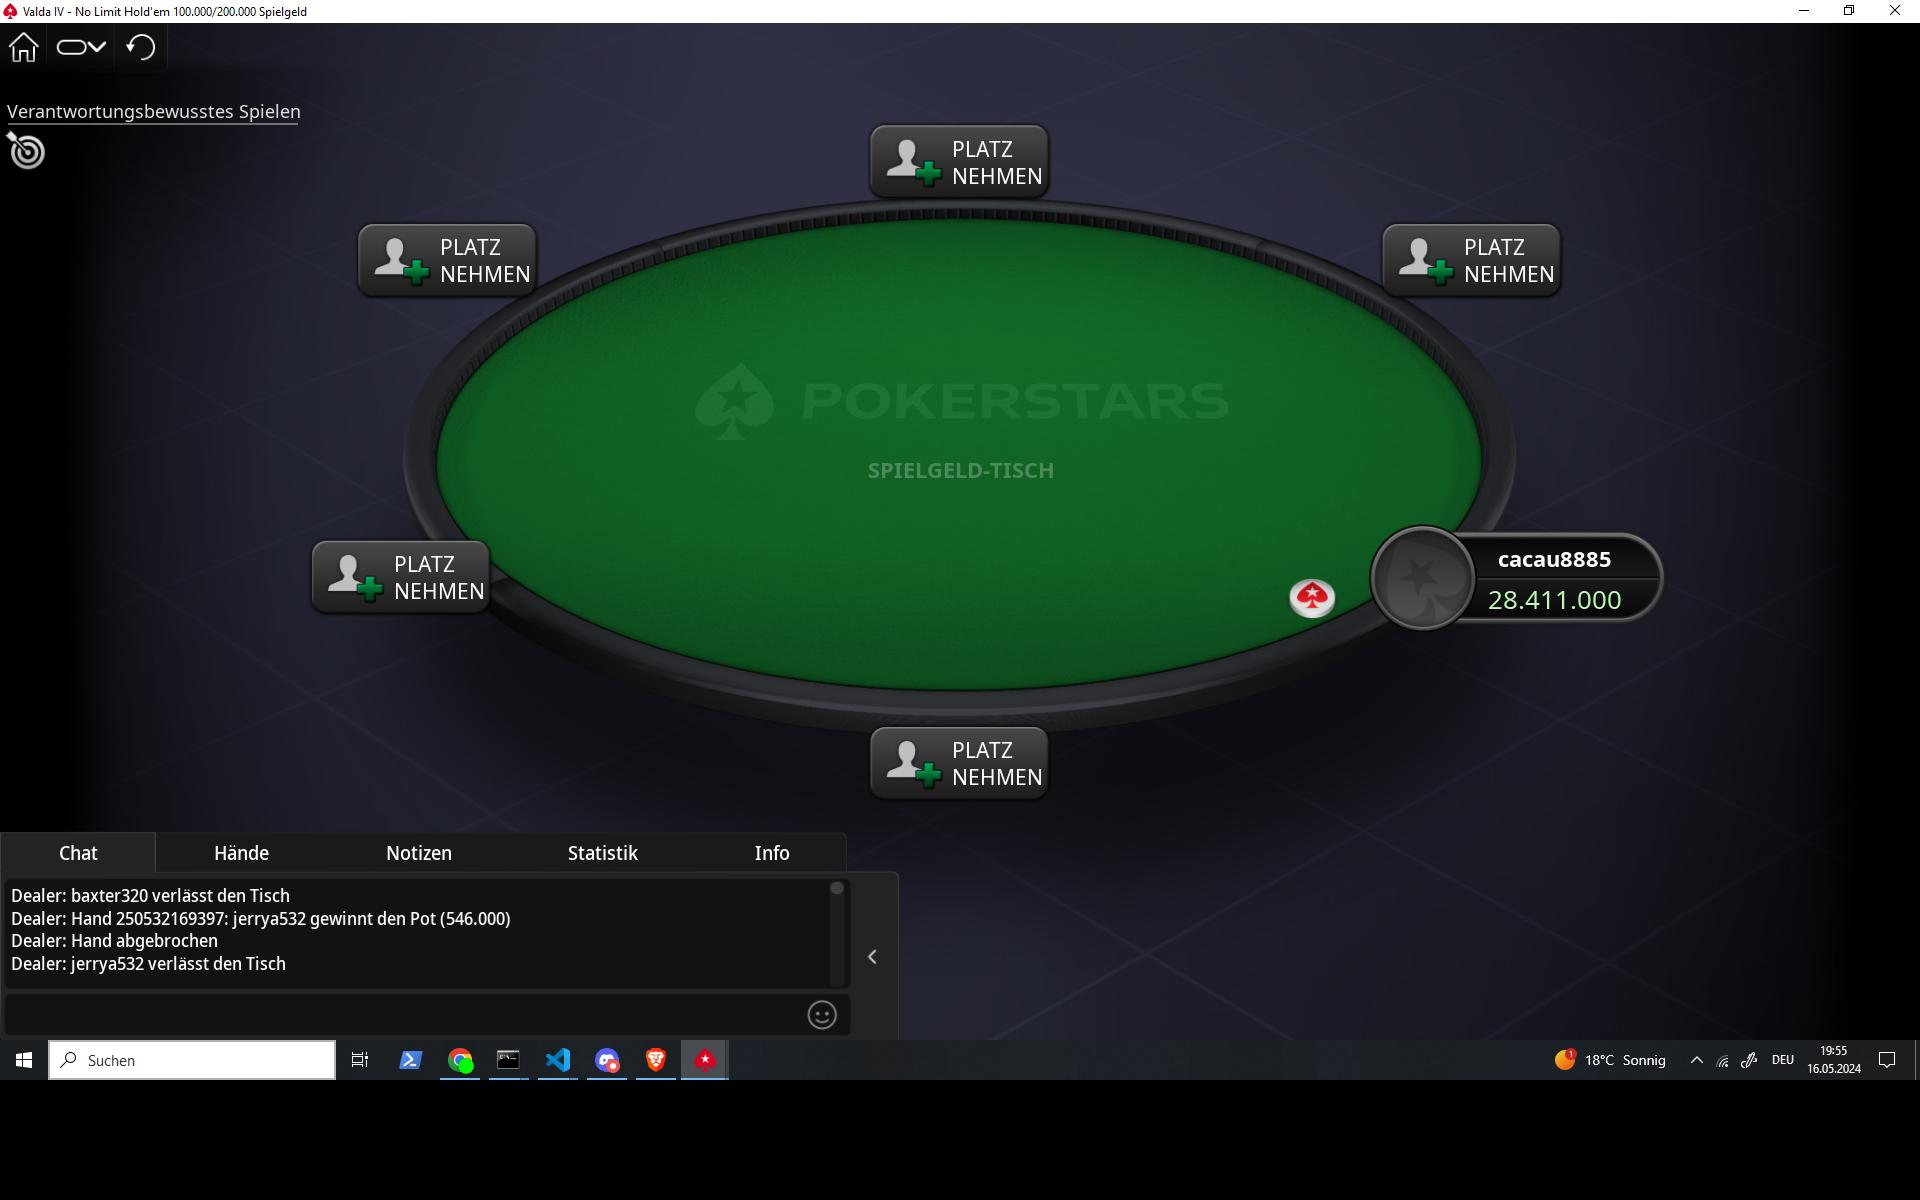 Valda IV - No Limit Hold'em 100.000/200.000 Spielgeld
Verantwortungsbewusstes Spielen
PLATZ
NEHMEN
PLATZ
NEHMEN
PLATZ
NEHMEN
POKERSTARS
SPIELGELD-TISCH
PLATZ
NEHMEN
cacau8885
28.411.000
PLATZ
NEHMEN
Chat Hände Notizen Statistik Info
Dealer: baxter320 verlässt den Tisch
Dealer: Hand 250532169397: jerrya532 gewinnt den Pot (546.000)
Dealer: Hand abgebrochen
Dealer: jerrya532 verlässt den Tisch
Suchen
1
18°C Sonnig
DEU
19:55
16.05.2024